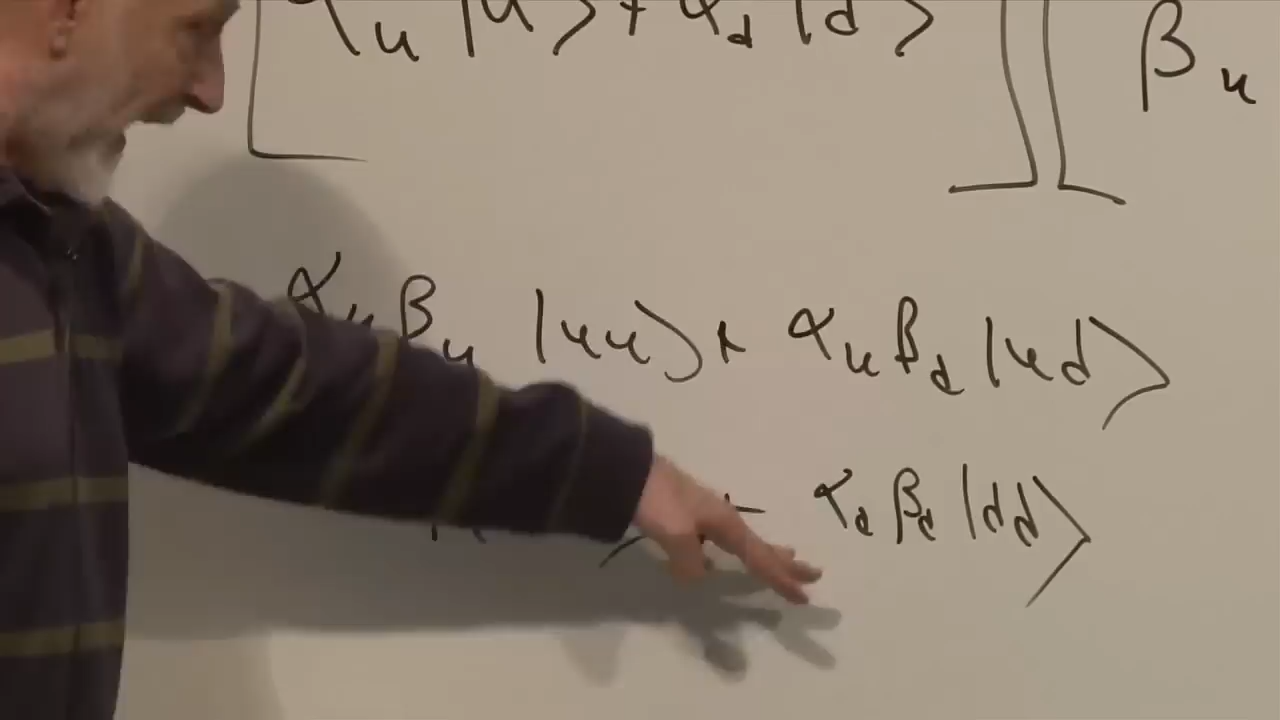 α_u |u⟩ + α_d |d⟩ β_u
α_u β_u |uu⟩ + α_u β_d |ud⟩
+ α_d β_d |dd⟩